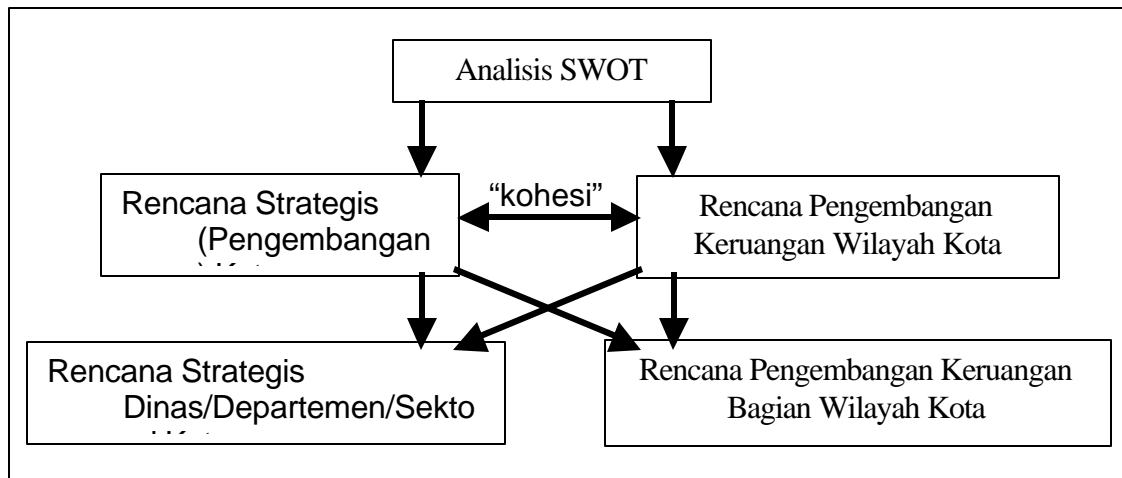 Analisis SWOT
Rencana Strategis
(Pengembangan
“kohesi”
Rencana Pengembangan
Keruangan Wilayah Kota
Rencana Strategis
Dinas/Departemen/Sekto
Rencana Pengembangan Keruangan
Bagian Wilayah Kota